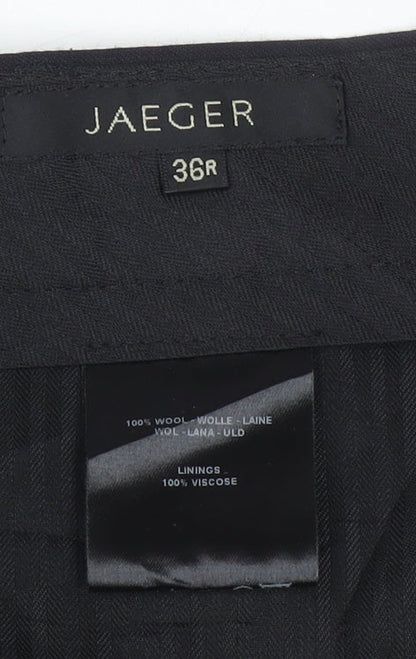 JAEGER
36R
100% WOOL - WOLLE - LAINE
WOL - LANA - ULD
LININGS
100% VISCOSE